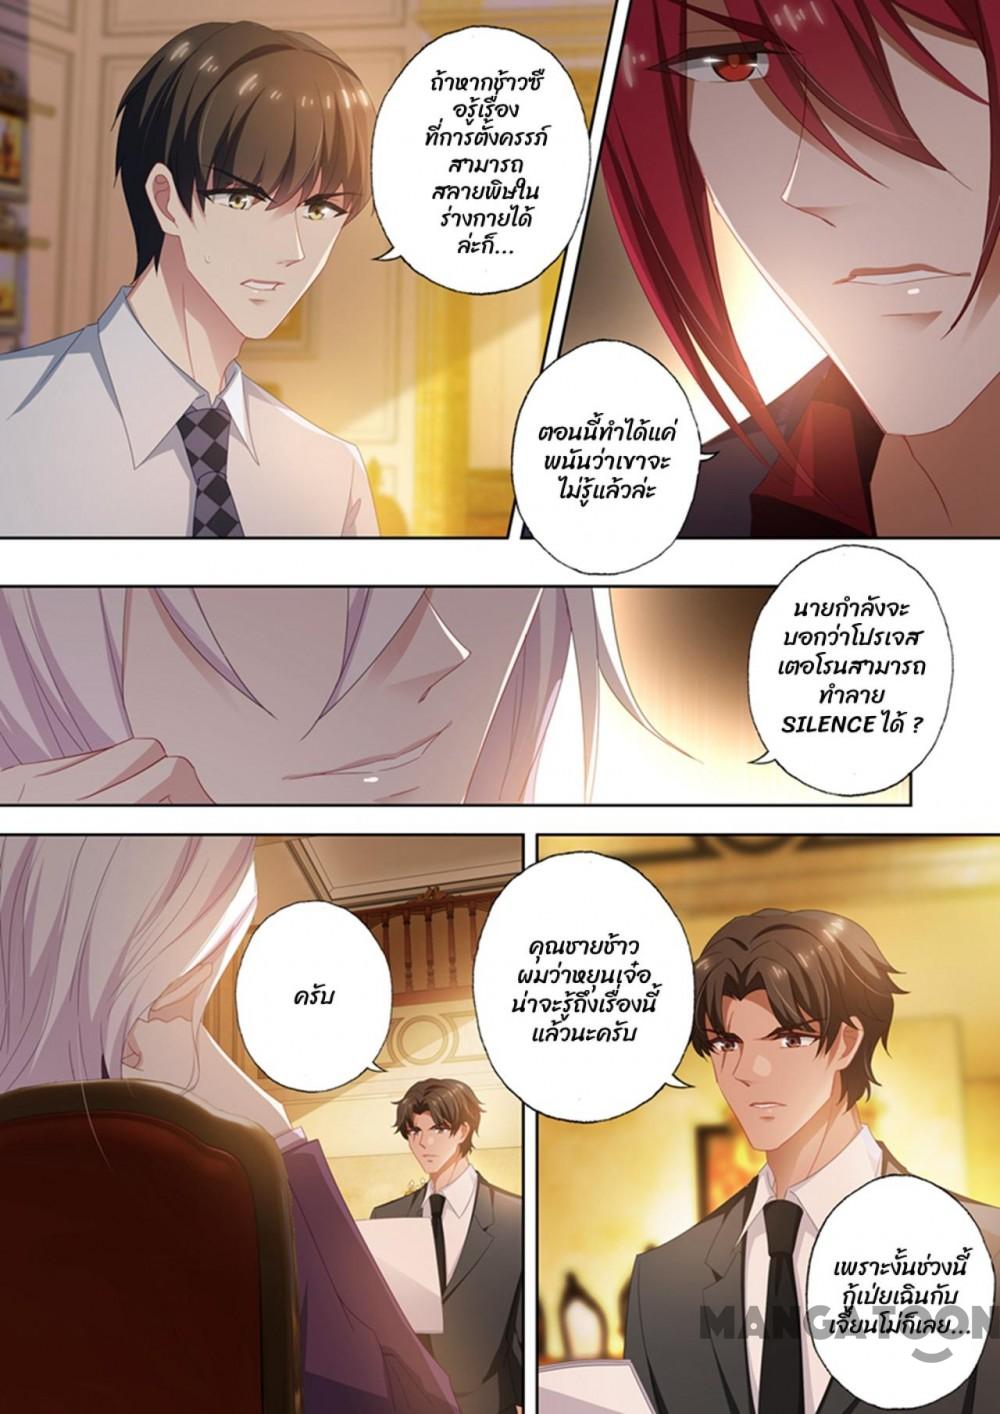 ถ้าหากช้าวซี
อรู้เรื่อง
ที่การตั้งครรภ์
สามารถ
สลายพิษใน
ร่างกายได้
ล่ะก็...
ตอนนี้ทำได้แค่
พนันว่าเขาจะ
ไม่รู้แล้วล่ะ
นายกำลังจะ
บอกว่าโปรเจส
เตอโรนสามารถ
ทำลาย
SILENCE ได้ ?
ครับ
คุณชายช้าว
ผมว่าหยุนเจ๋อ
น่าจะรู้ถึงเรื่องนี้
แล้วนะครับ
เพราะงั้นช่วงนี้
กู้เป่ยเฉินกับ
เจี่ยนโม่ก็เลย...
MANGATOON